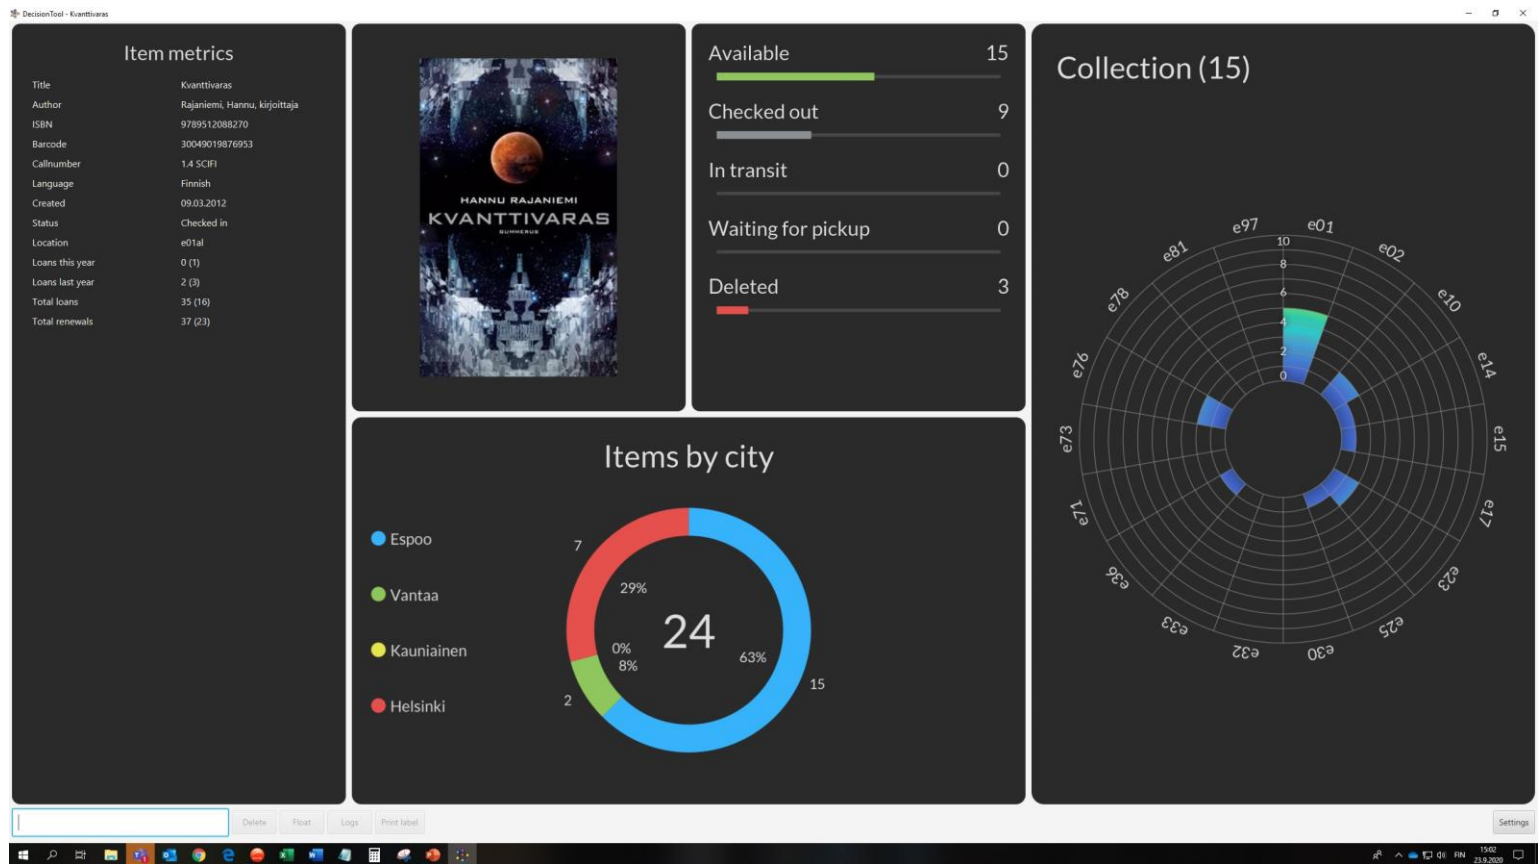 DecisionTool - Kvanttivaras
Item metrics
Title Kvanttivaras
Author Rajaniemi, Hannu, kirjoittaja
ISBN 9789512088270
Barcode 30049019876953
Callnumber 1.4 SCIFI
Language Finnish
Created 09.03.2012
Status Checked in
Location e01al
Loans this year 0 (1)
Loans last year 2 (3)
Total loans 35 (16)
Total renewals 37 (23)
HANNU RAJANIEMI
KVANTTIVARAS
GUMMERUS
Available 15
Checked out 9
In transit 0
Waiting for pickup 0
Deleted 3
Items by city
Espoo
Vantaa
Kauniainen
Helsinki
7
29%
24
0%
8%
63%
15
2
Collection (15)
e97
e01
e02
e10
e14
e15
e17
e23
e25
e30
e32
e33
e36
e71
e73
e76
e78
e81
10
8
6
4
2
0
Delete
Float
Logs
Print label
Settings
FIN
15:02
23.9.2020